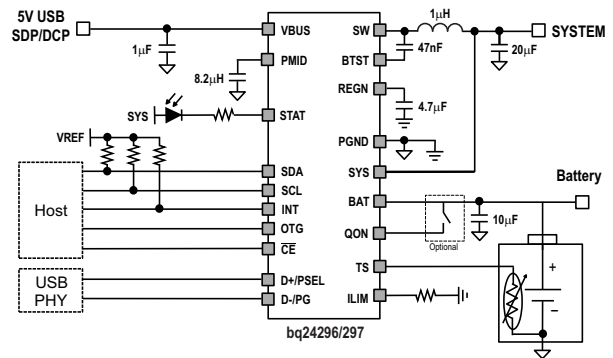 5V USB
SDP/DCP
1μF
VBUS
PMID
8.2μH
SYS
STAT
VREF
Host
SDA
SCL
INT
OTG
CE
USB
PHY
D+/PSEL
D-/PG
SW
1μH
SYSTEM
47nF
20μF
BTST
REGN
4.7μF
PGND
SYS
BAT
Battery
10μF
QON
Optional
TS
ILIM
+
−
bq24296/297